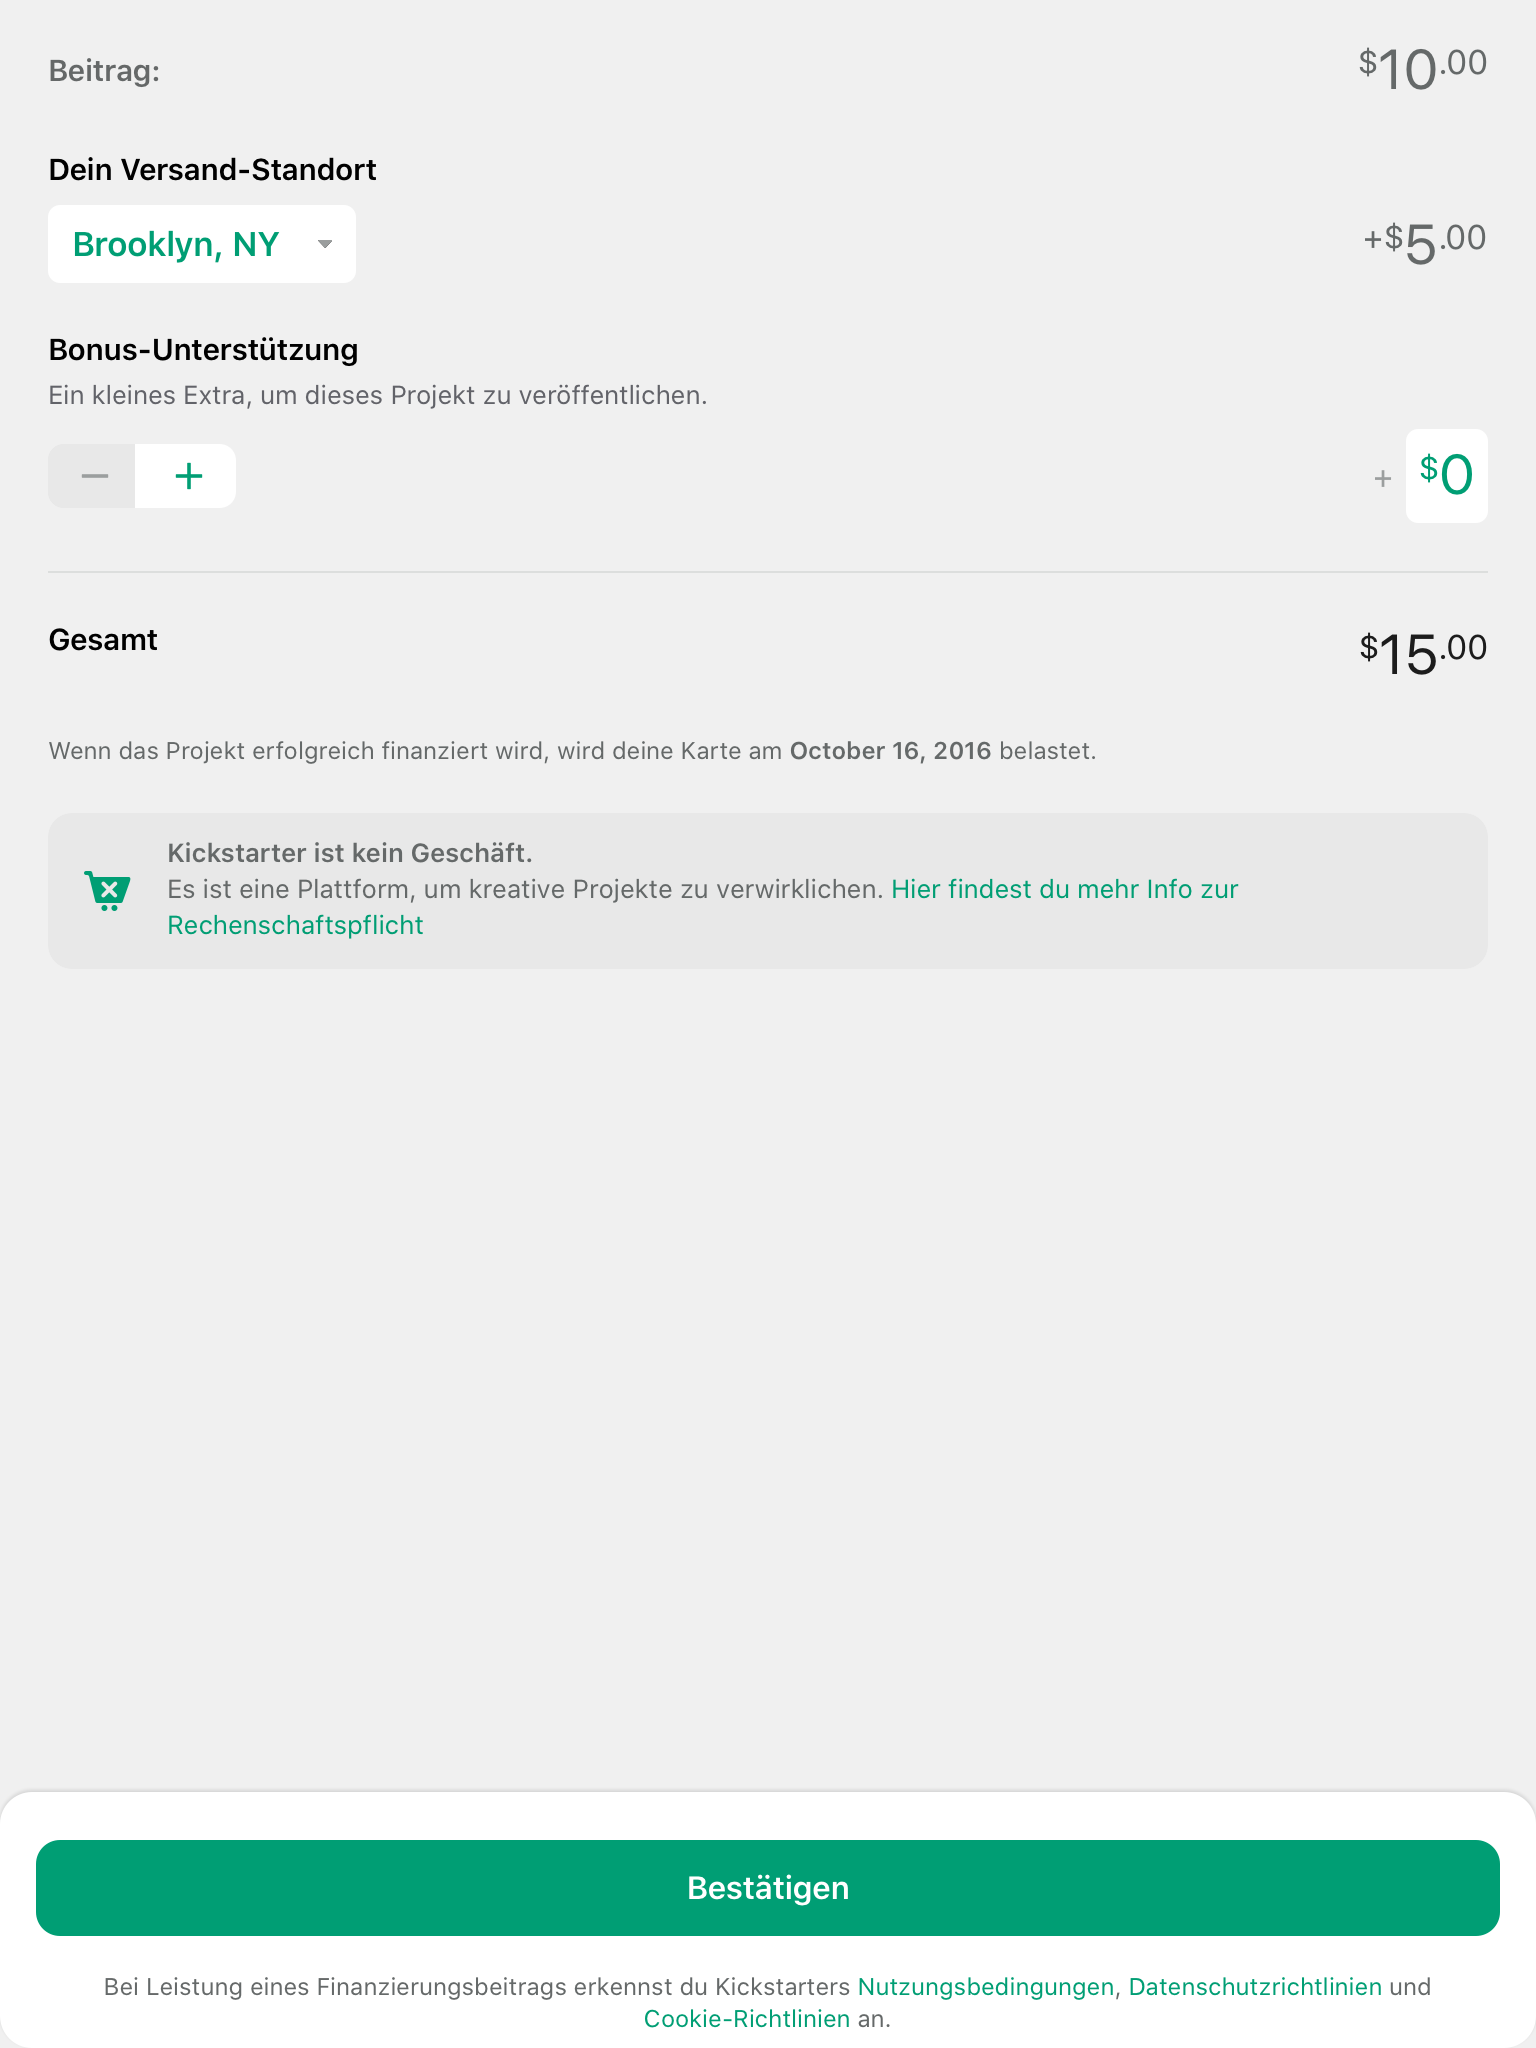 Beitrag:
$10.00
Dein Versand-Standort
Brooklyn, NY
+$5.00
Bonus-Unterstützung
Ein kleines Extra, um dieses Projekt zu veröffentlichen.
+ $0
Gesamt
$15.00
Wenn das Projekt erfolgreich finanziert wird, wird deine Karte am October 16, 2016 belastet.
Kickstarter ist kein Geschäft.
Es ist eine Plattform, um kreative Projekte zu verwirklichen. Hier findest du mehr Info zur
Rechenschaftspflicht
Bestätigen
Bei Leistung eines Finanzierungsbeitrags erkennst du Kickstarters Nutzungsbedingungen, Datenschutzrichtlinien und
Cookie-Richtlinien an.